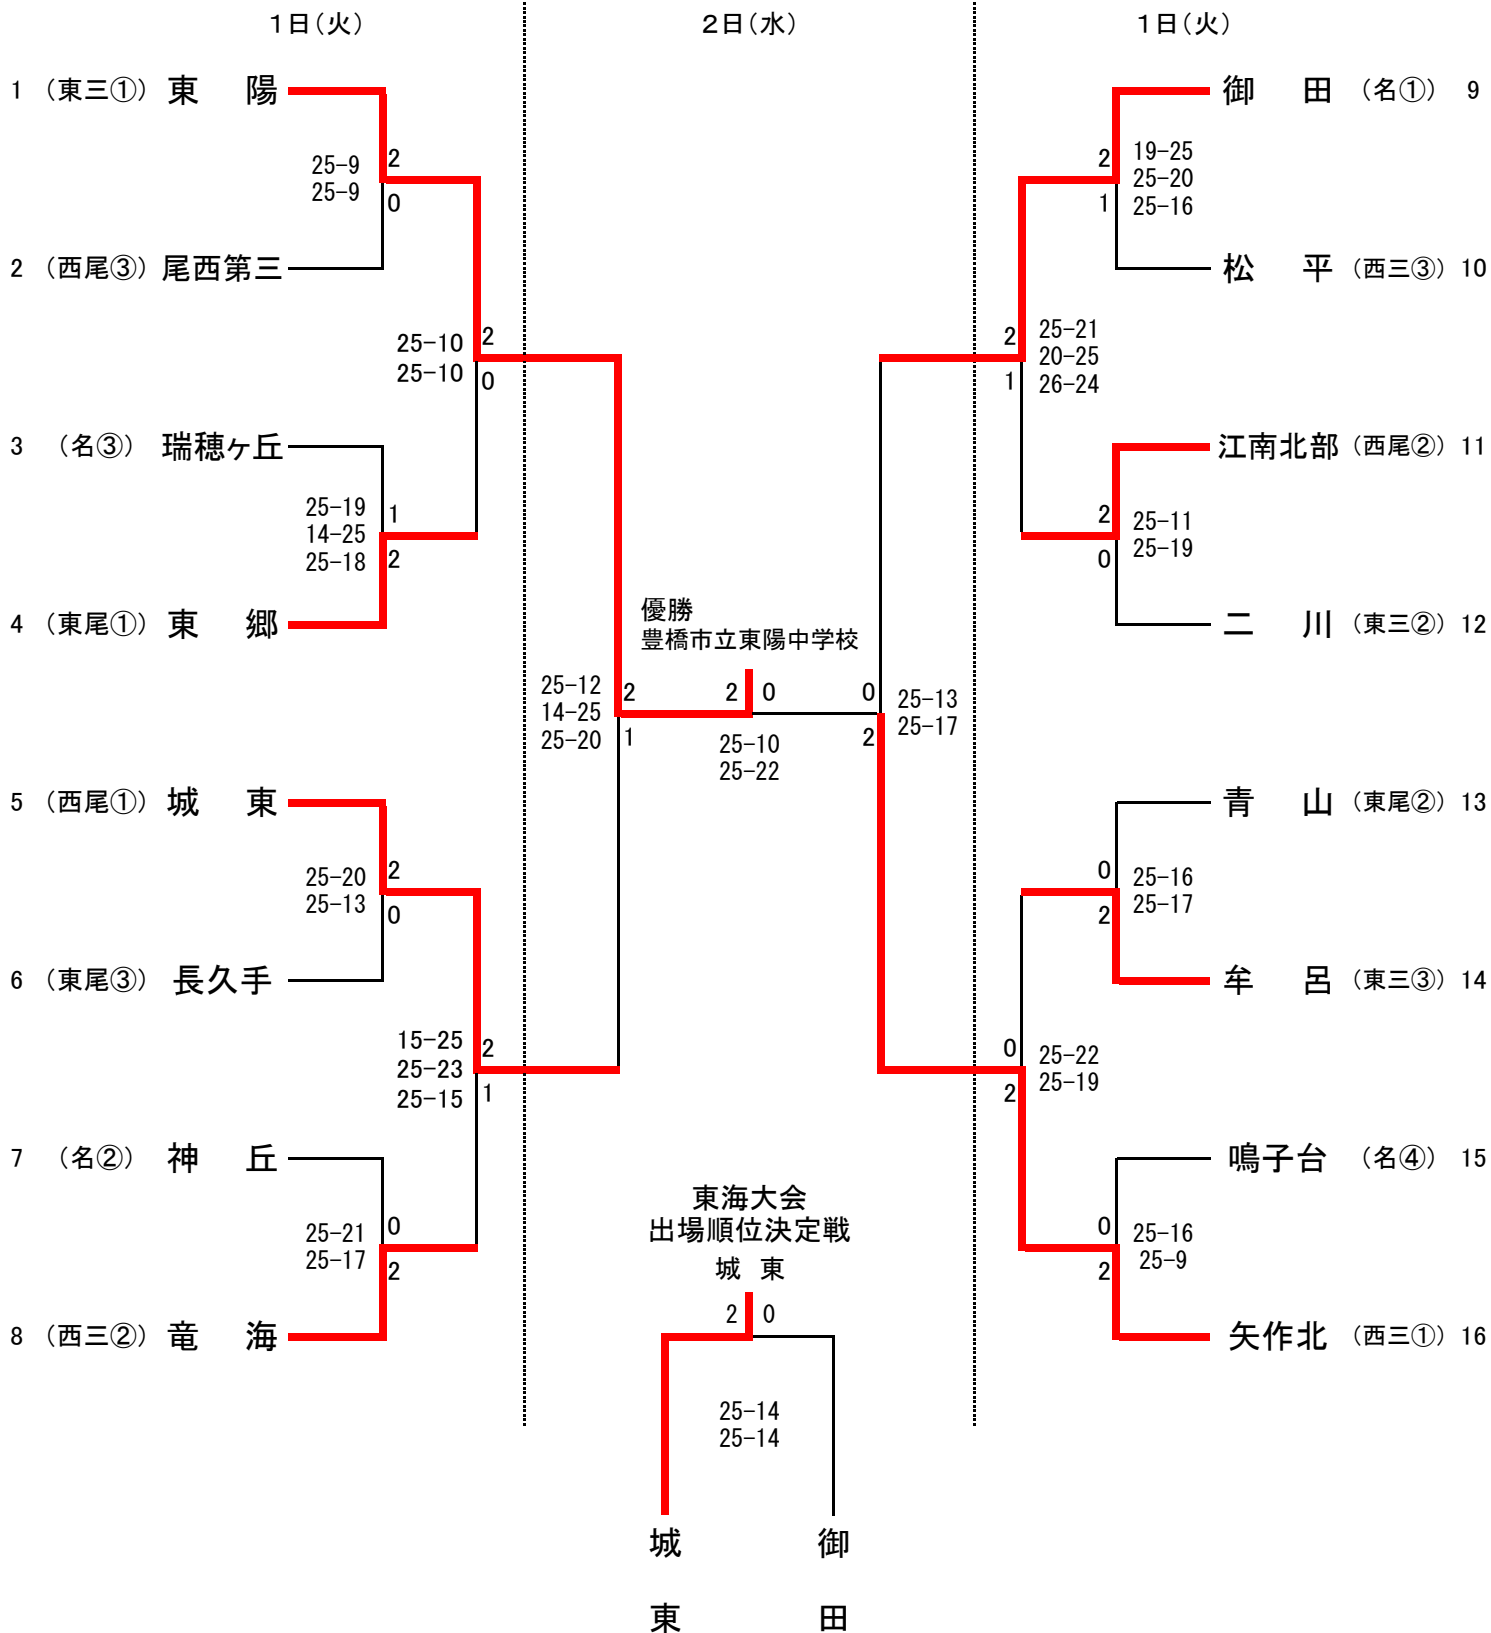 1日(火)
2日(水)
1日(火)
1 (東三①) 東 陽
25-9
25-9
2
0
2 (西尾③) 尾西第三
25-10
25-10
2
0
3 (名③) 瑞穂ヶ丘
25-19
14-25
25-18
1
2
4 (東尾①) 東 郷
25-12
14-25
25-20
2
1
5 (西尾①) 城 東
25-20
25-13
2
0
6 (東尾③) 長久手
15-25
25-23
25-15
2
1
7 (名②) 神 丘
25-21
25-17
0
2
8 (西三②) 竜 海
優勝
豊橋市立東陽中学校
2 0
25-10
25-22
御 田 (名①) 9
2
1
19-25
25-20
25-16
松 平 (西三③) 10
2
1
25-21
20-25
26-24
江南北部 (西尾②) 11
2
0
25-11
25-19
二 川 (東三②) 12
0
2
25-13
25-17
青 山 (東尾②) 13
0
2
25-16
25-17
牟 呂 (東三③) 14
0
2
25-22
25-19
鳴子台 (名④) 15
0
2
25-16
25-9
矢作北 (西三①) 16
東海大会
出場順位決定戦
城 東
2 0
25-14
25-14
城東
御田